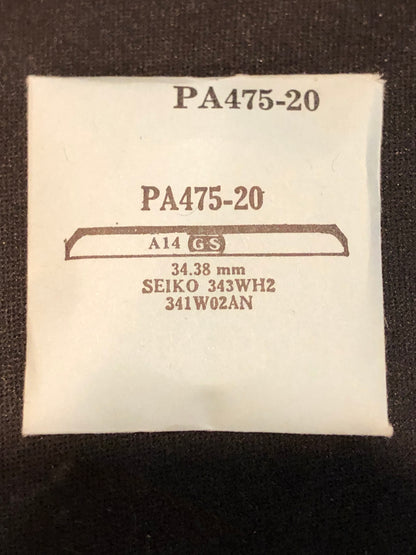 PA475-20
PA475-20
A14 GS
34.38 mm
SEIKO 343WH2
341W02AN